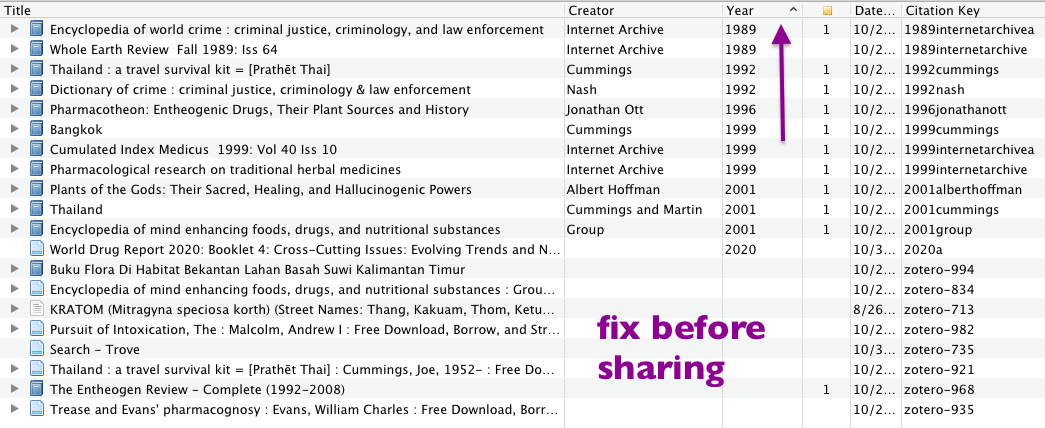 Title Creator Year Date... Citation Key
Encyclopedia of world crime : criminal justice, criminology, and law enforcement Internet Archive 1989 1 10/2... 1989internetarchivea
Whole Earth Review  Fall 1989: Iss 64 Internet Archive 1989 10/2... 1989internetarchive
Thailand : a travel survival kit = [Prathēt Thai] Cummings 1992 1 10/2... 1992cummings
Dictionary of crime : criminal justice, criminology & law enforcement Nash 1992 1 10/2... 1992nash
Pharmacotheon: Entheogenic Drugs, Their Plant Sources and History Jonathan Ott 1996 1 10/2... 1996jonathanott
Bangkok Cummings 1999 1 10/2... 1999cummings
Cumulated Index Medicus  1999: Vol 40 Iss 10 Internet Archive 1999 1 10/2... 1999internetarchivea
Pharmacological research on traditional herbal medicines Internet Archive 1999 1 10/2... 1999internetarchive
Plants of the Gods: Their Sacred, Healing, and Hallucinogenic Powers Albert Hoffman 2001 1 10/2... 2001alberthoffman
Thailand Cummings and Martin 2001 1 10/2... 2001cummings
Encyclopedia of mind enhancing foods, drugs, and nutritional substances Group 2001 1 10/2... 2001group
World Drug Report 2020: Booklet 4: Cross-Cutting Issues: Evolving Trends and N... 2020 10/3... 2020a
Buku Flora Di Habitat Bekantan Lahan Basah Suwi Kalimantan Timur 10/2... zotero-994
Encyclopedia of mind enhancing foods, drugs, and nutritional substances : Grou... 10/2... zotero-834
KRATOM (Mitragyna speciosa korth) (Street Names: Thang, Kakuam, Thom, Ketu... 8/26... zotero-713
Pursuit of Intoxication, The : Malcolm, Andrew I : Free Download, Borrow, and Str... 10/2... zotero-982
Search - Trove 10/3... zotero-735
Thailand : a travel survival kit = [Prathēt Thai] : Cummings, Joe, 1952- : Free Do... 10/2... zotero-921
The Entheogen Review - Complete (1992-2008) 1 10/2... zotero-968
Trease and Evans' pharmacognosy : Evans, William Charles : Free Download, Borr... 10/2... zotero-935
fix before
sharing